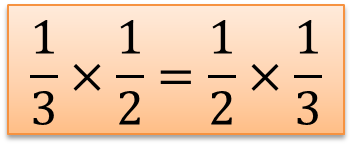 1/3 × 1/2 = 1/2 × 1/3